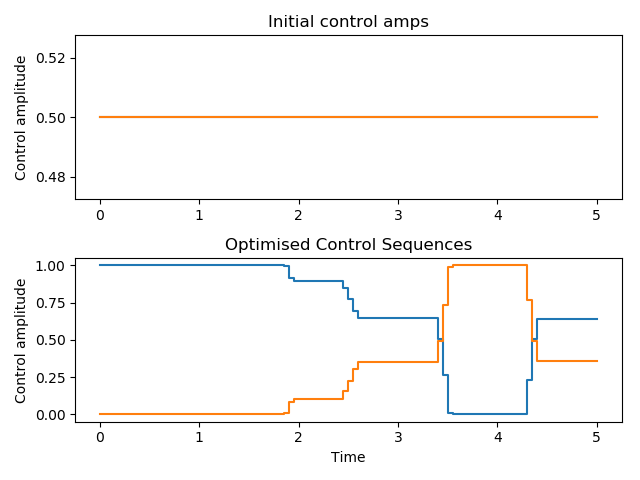 Initial control amps
Control amplitude
0.52
0.50
0.48
0 1 2 3 4 5
Optimised Control Sequences
Control amplitude
1.00
0.75
0.50
0.25
0.00
0 1 2 3 4 5
Time